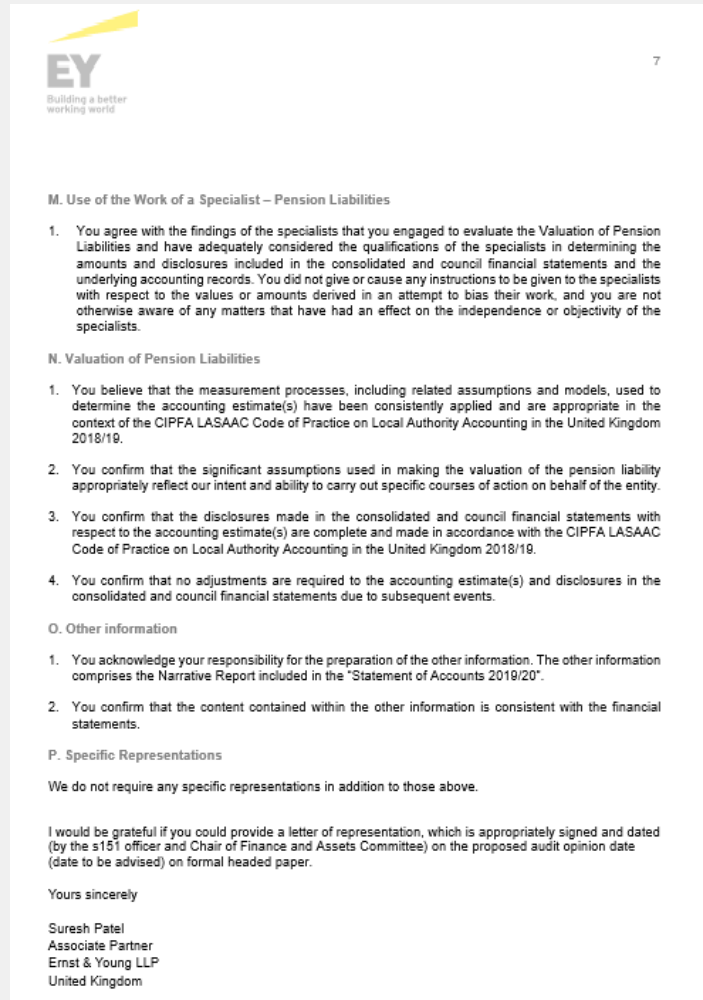 EY
Building a better
working world
7
M. Use of the Work of a Specialist – Pension Liabilities
1. You agree with the findings of the specialists that you engaged to evaluate the Valuation of Pension
Liabilities and have adequately considered the qualifications of the specialists in determining the
amounts and disclosures included in the consolidated and council financial statements and the
underlying accounting records. You did not give or cause any instructions to be given to the specialists
with respect to the values or amounts derived in an attempt to bias their work, and you are not
otherwise aware of any matters that have had an effect on the independence or objectivity of the
specialists.
N. Valuation of Pension Liabilities
1. You believe that the measurement processes, including related assumptions and models, used to
determine the accounting estimate(s) have been consistently applied and are appropriate in the
context of the CIPFA LASAAC Code of Practice on Local Authority Accounting in the United Kingdom
2018/19.
2. You confirm that the significant assumptions used in making the valuation of the pension liability
appropriately reflect our intent and ability to carry out specific courses of action on behalf of the entity.
3. You confirm that the disclosures made in the consolidated and council financial statements with
respect to the accounting estimate(s) are complete and made in accordance with the CIPFA LASAAC
Code of Practice on Local Authority Accounting in the United Kingdom 2018/19.
4. You confirm that no adjustments are required to the accounting estimate(s) and disclosures in the
consolidated and council financial statements due to subsequent events.
O. Other information
1. You acknowledge your responsibility for the preparation of the other information. The other information
comprises the Narrative Report included in the "Statement of Accounts 2019/20".
2. You confirm that the content contained within the other information is consistent with the financial
statements.
P. Specific Representations
We do not require any specific representations in addition to those above.
I would be grateful if you could provide a letter of representation, which is appropriately signed and dated
(by the s151 officer and Chair of Finance and Assets Committee) on the proposed audit opinion date
(date to be advised) on formal headed paper.
Yours sincerely
Suresh Patel
Associate Partner
Ernst & Young LLP
United Kingdom